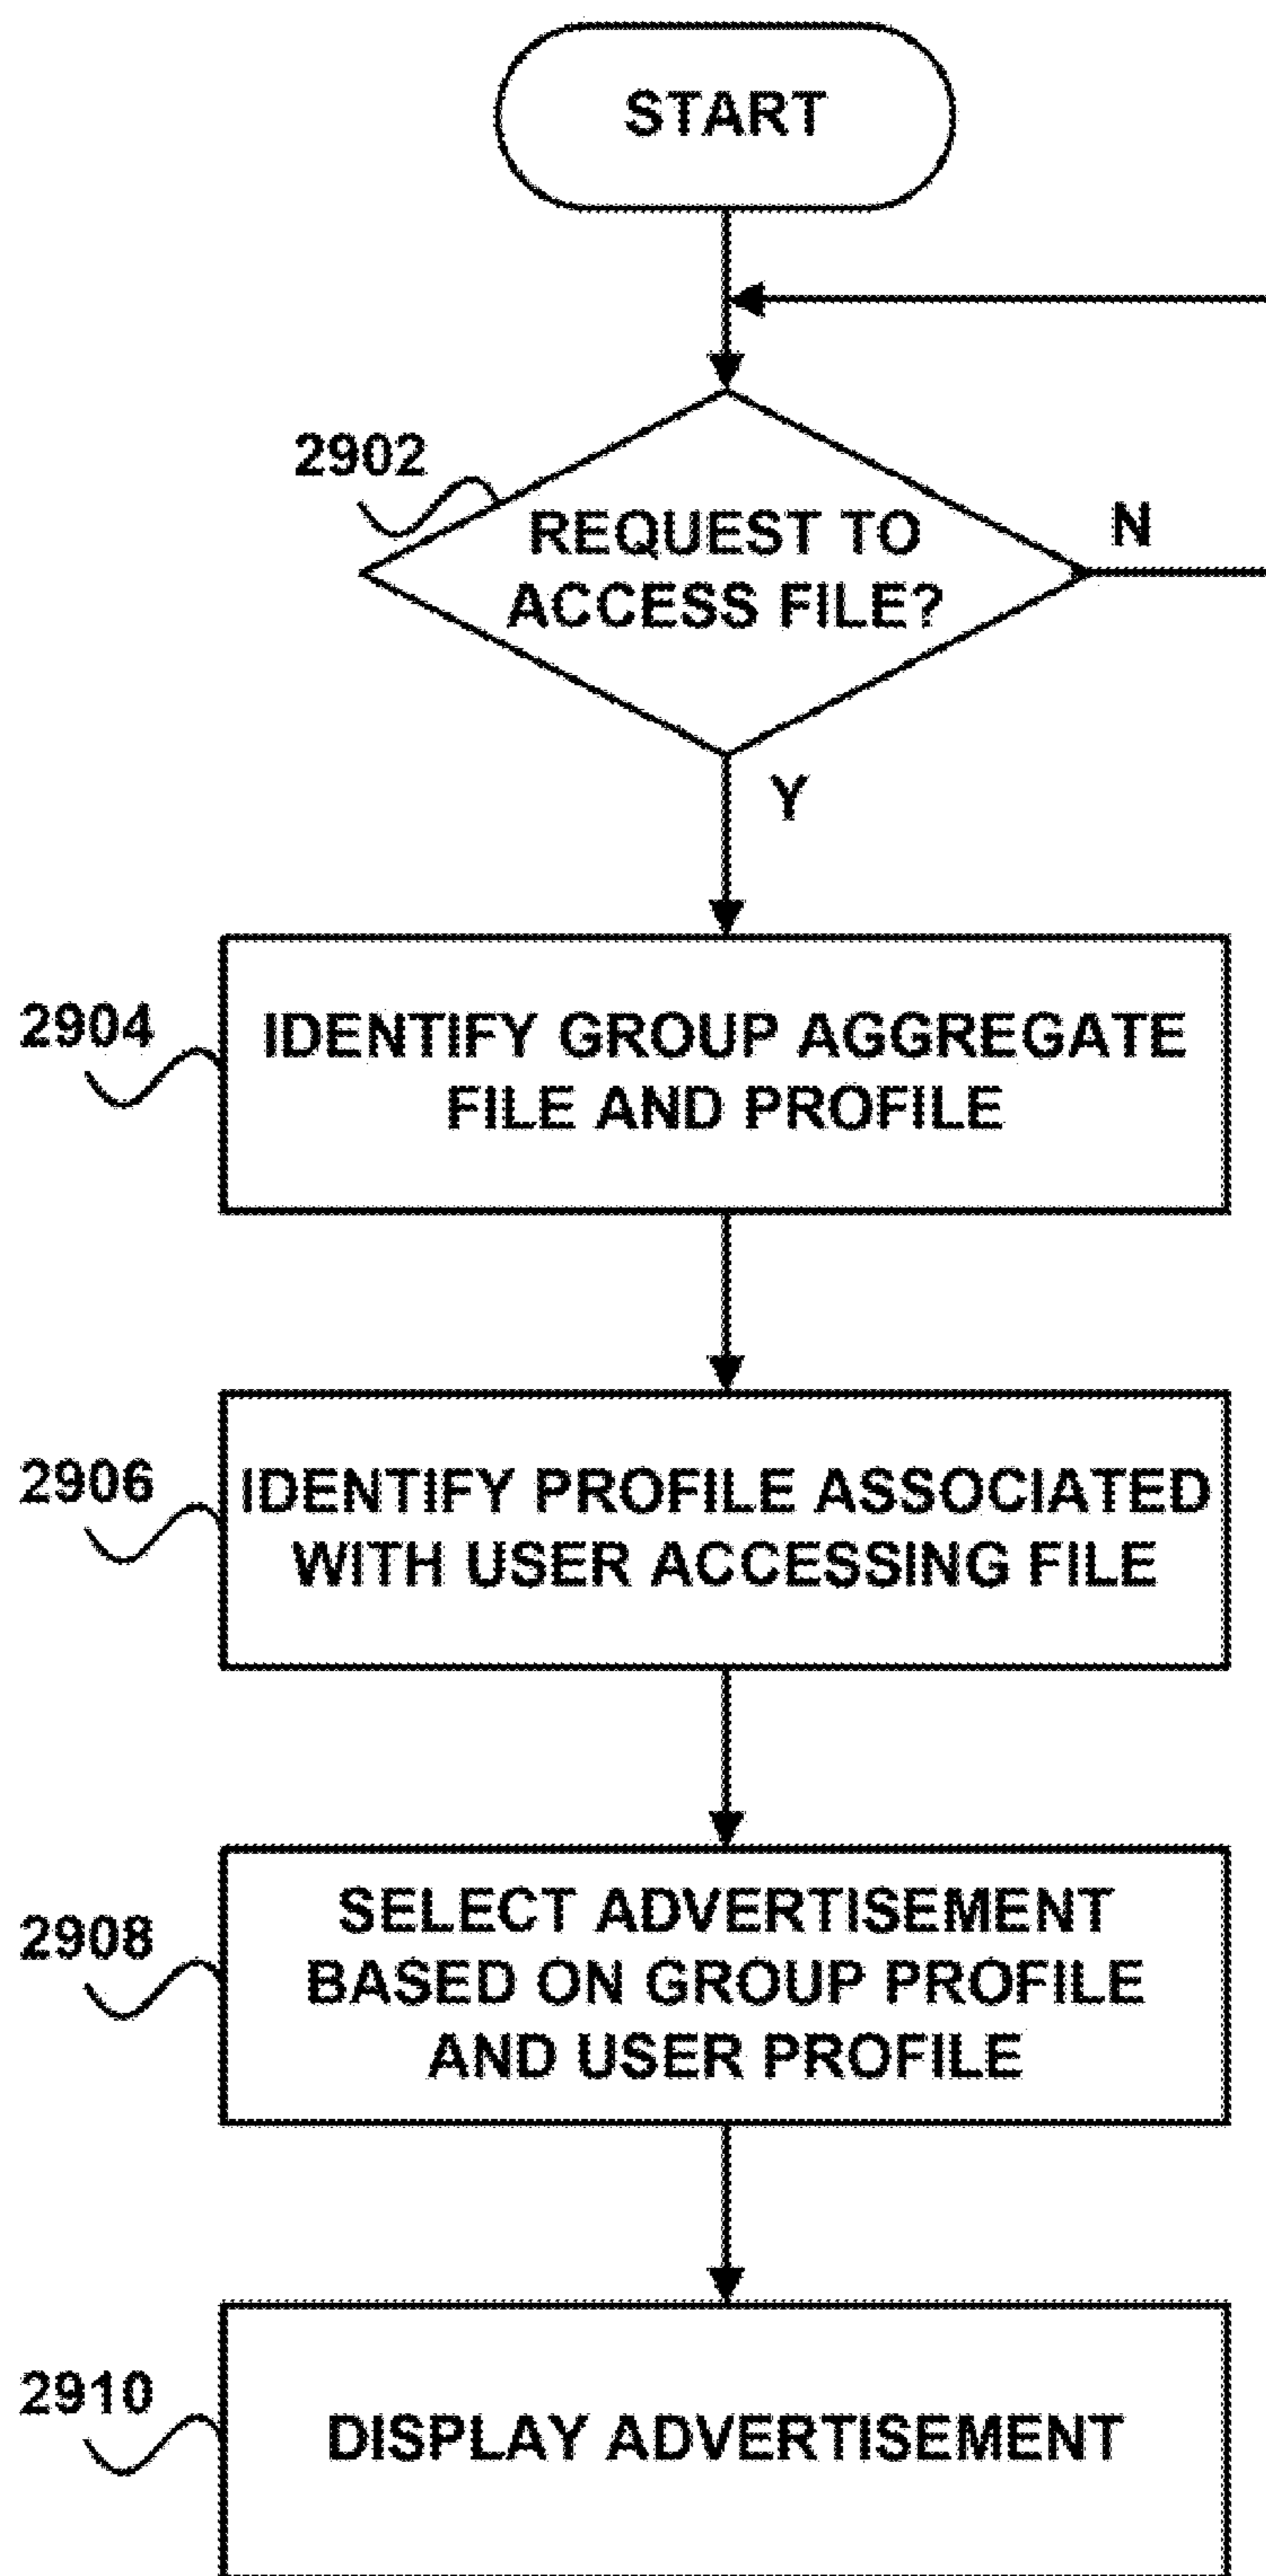 START
2902
REQUEST TO
ACCESS FILE?
N
Y
2904
IDENTIFY GROUP AGGREGATE
FILE AND PROFILE
2906
IDENTIFY PROFILE ASSOCIATED
WITH USER ACCESSING FILE
2908
SELECT ADVERTISEMENT
BASED ON GROUP PROFILE
AND USER PROFILE
2910
DISPLAY ADVERTISEMENT